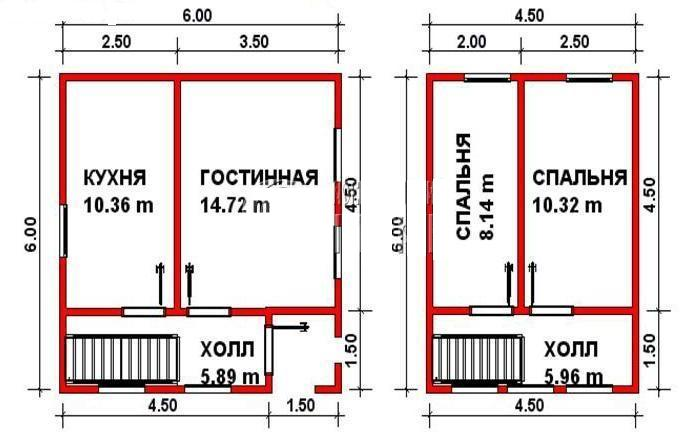 6.00
2.50 3.50
КУХНЯ
10.36 m
ГОСТИННАЯ
14.72 m
6.00
4.50
1.50
ХОЛЛ
5.89 m
4.50 1.50
4.50
2.00 2.50
СПАЛЬНЯ
8.14 m
СПАЛЬНЯ
10.32 m
6.00
4.50
1.50
ХОЛЛ
5.96 m
4.50